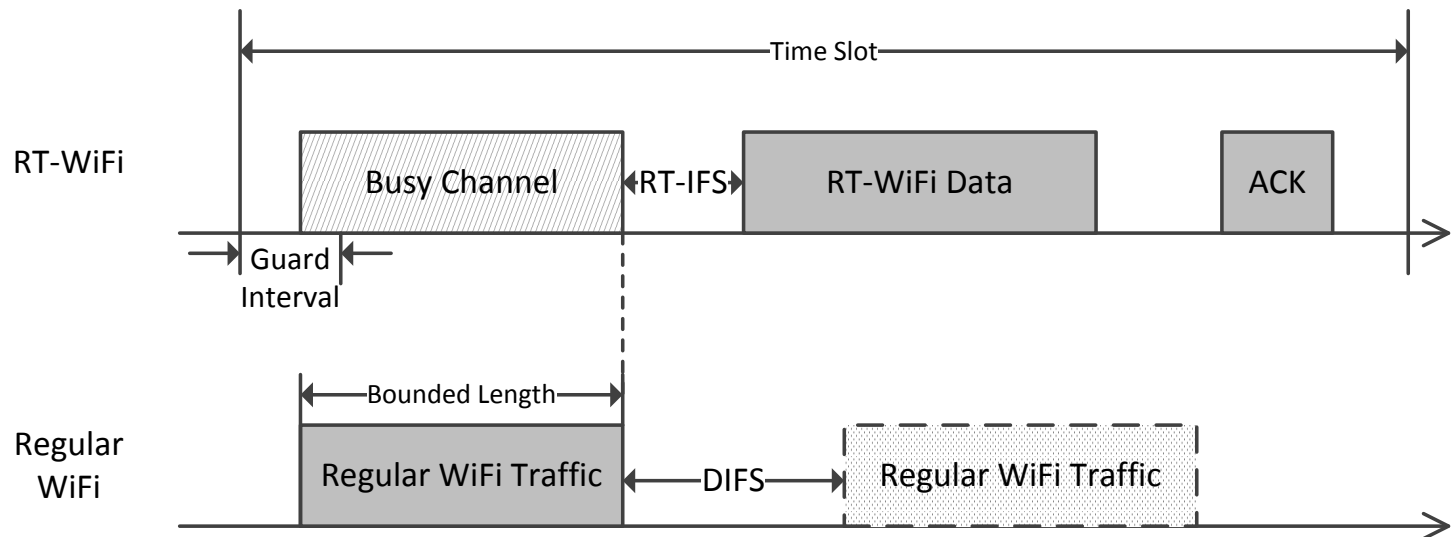 Time Slot
RT-WiFi
Busy Channel
RT-IFS
RT-WiFi Data
ACK
Guard
Interval
Bounded Length
Regular
WiFi
Regular WiFi Traffic
DIFS
Regular WiFi Traffic